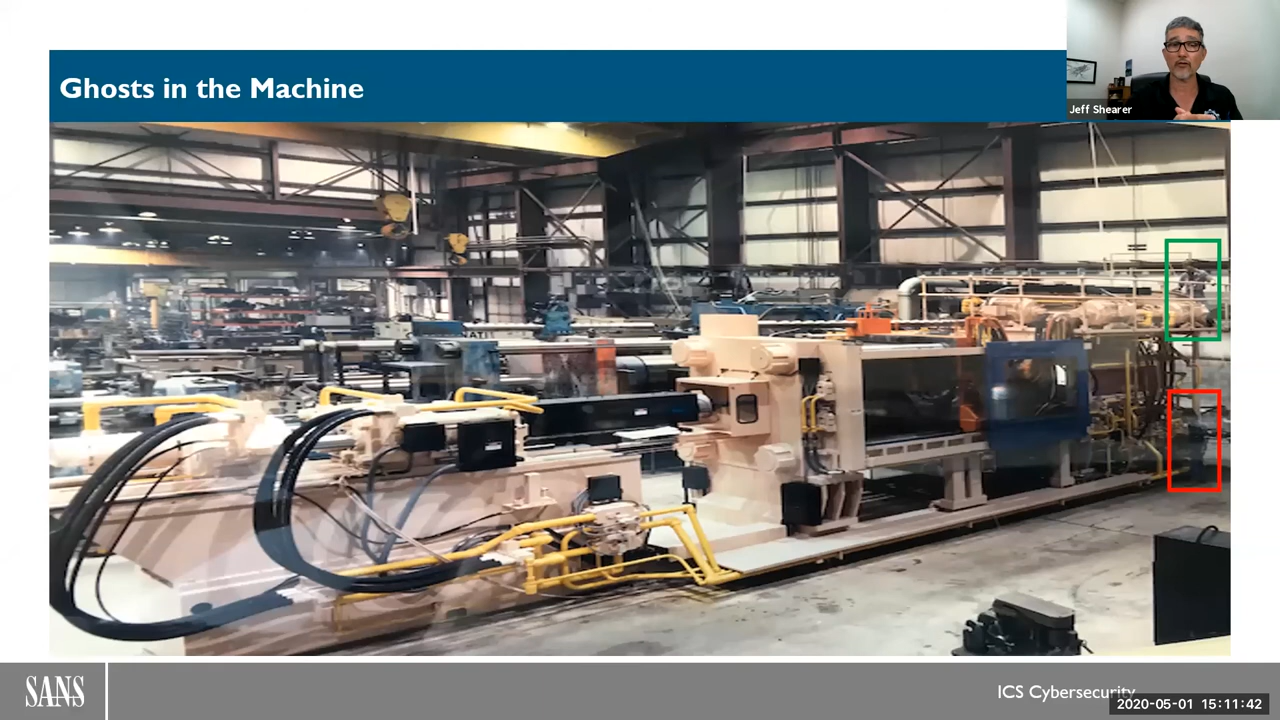 Ghosts in the Machine
Jeff Shearer
SANS
ICS Cybersecurity
2020-05-01 15:11:42